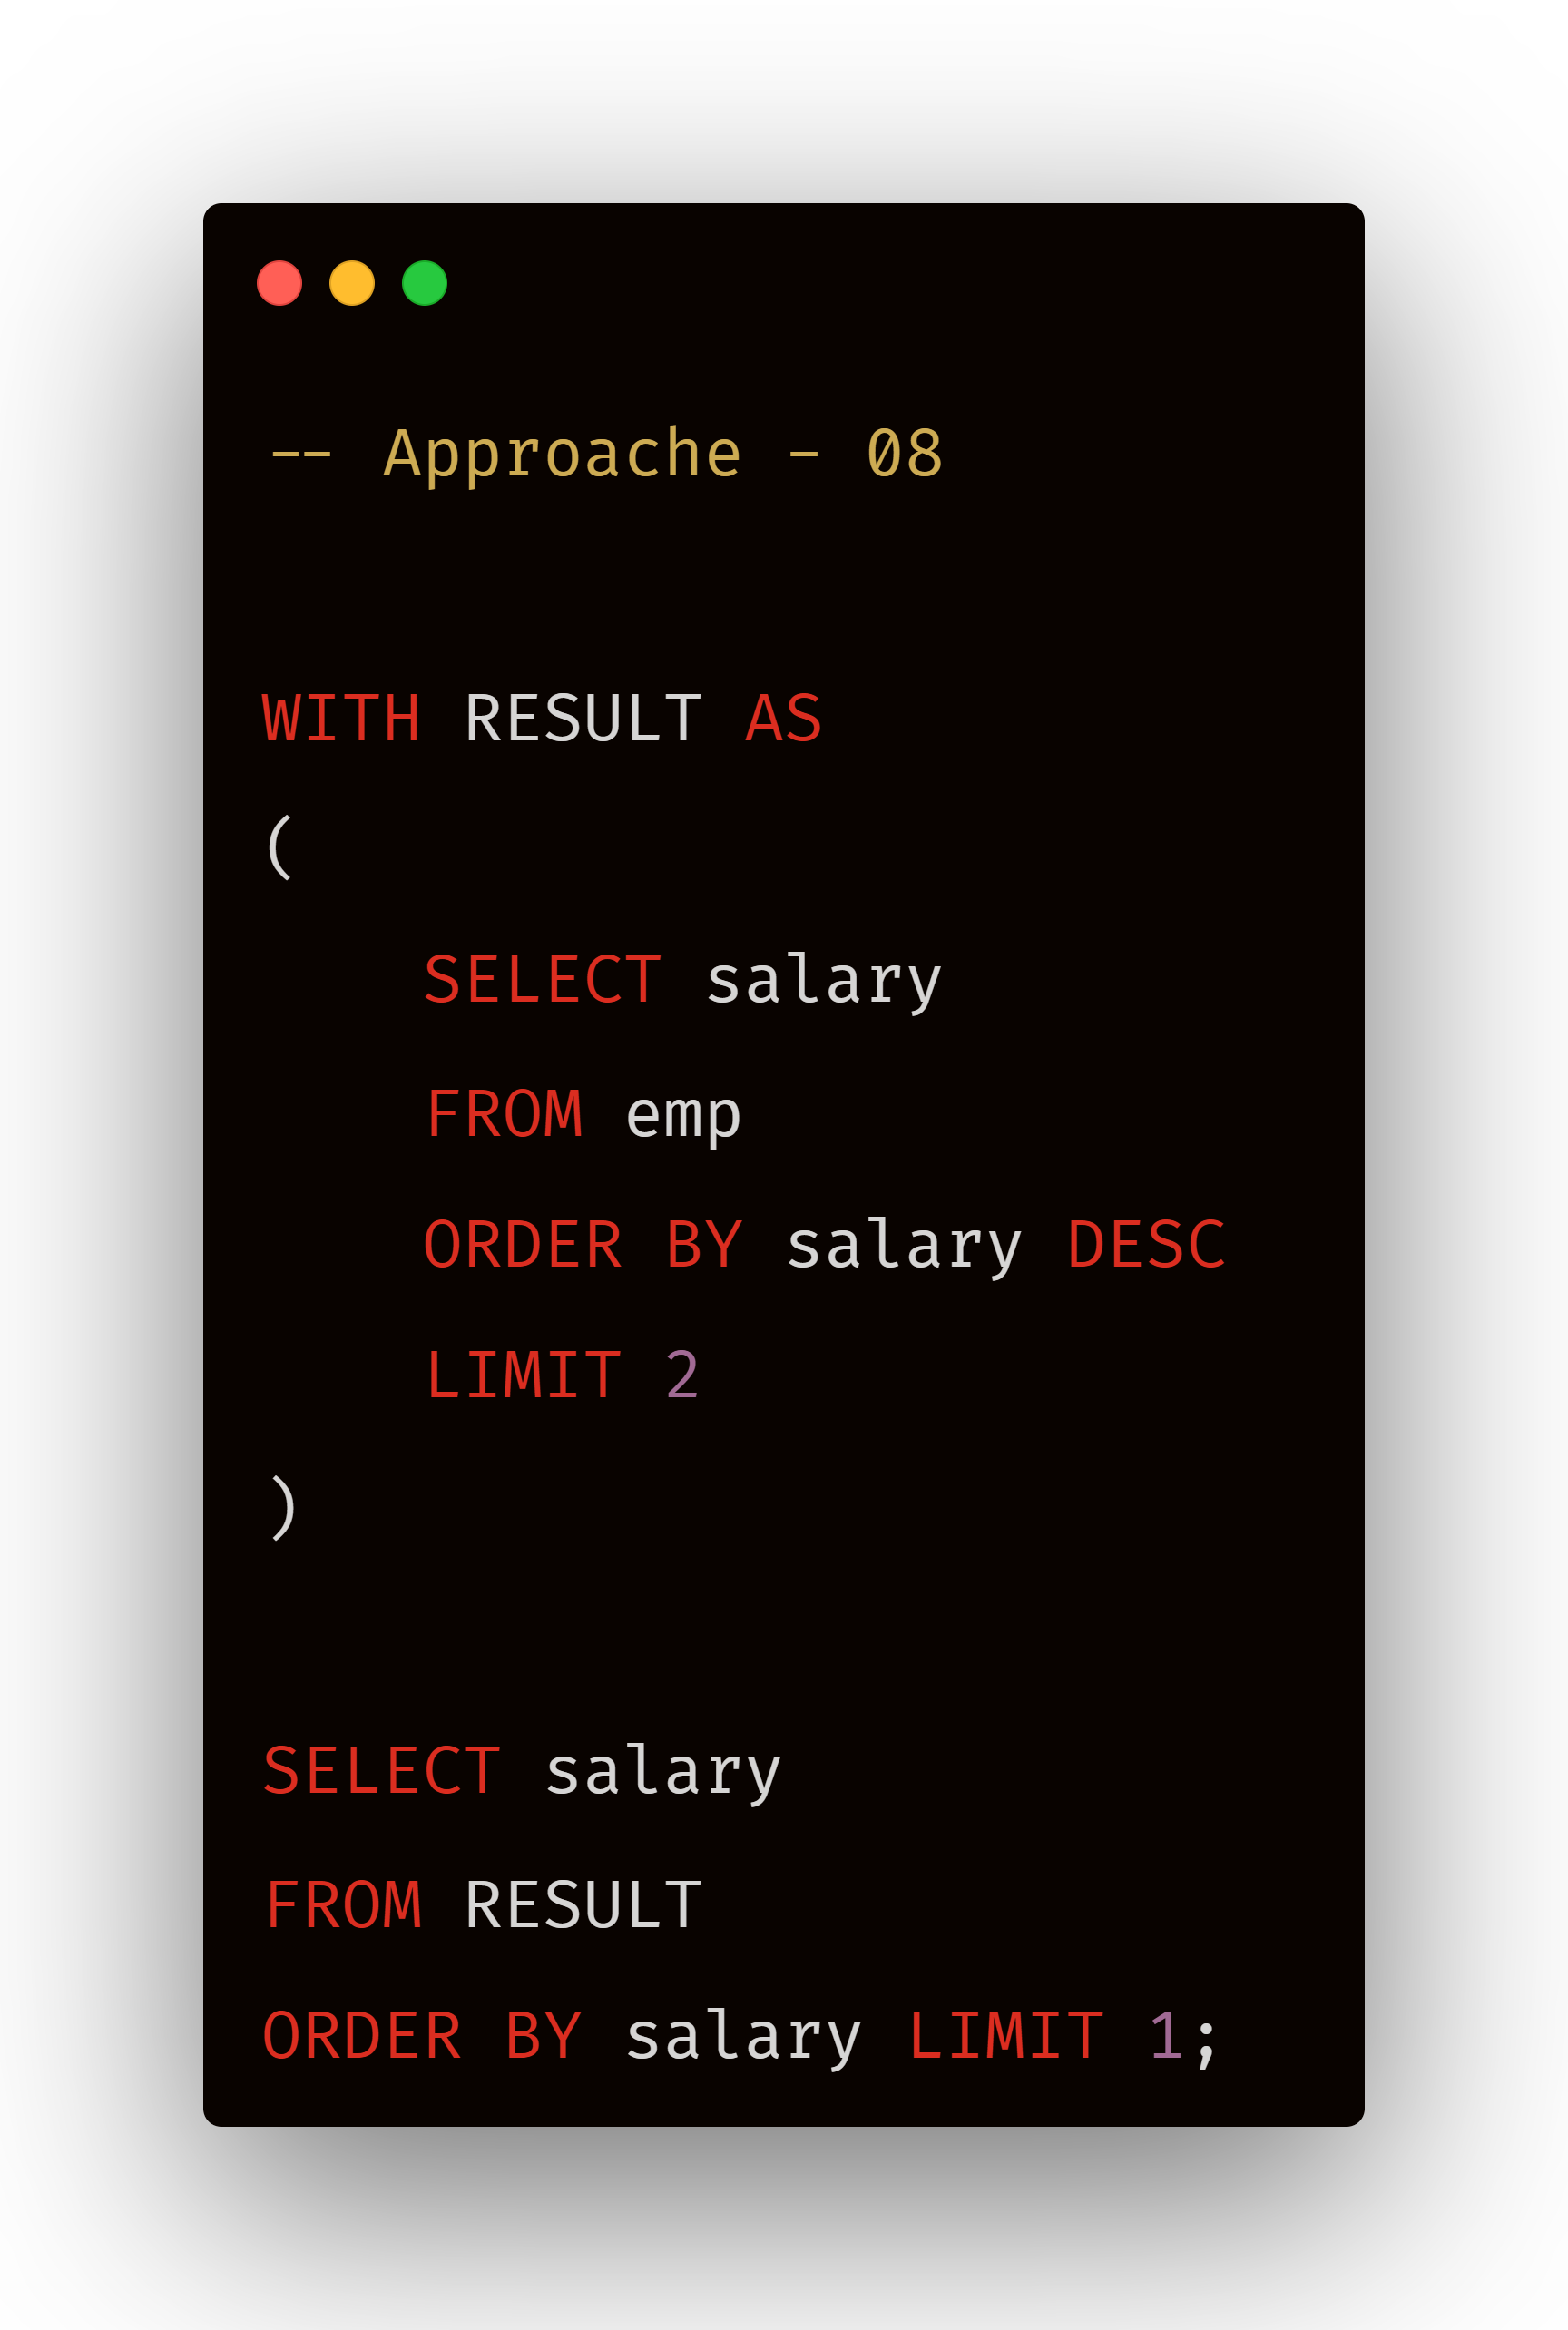 -- Approache - 08
WITH RESULT AS
(
SELECT salary
FROM emp
ORDER BY salary DESC
LIMIT 2
)
SELECT salary
FROM RESULT
ORDER BY salary LIMIT 1;